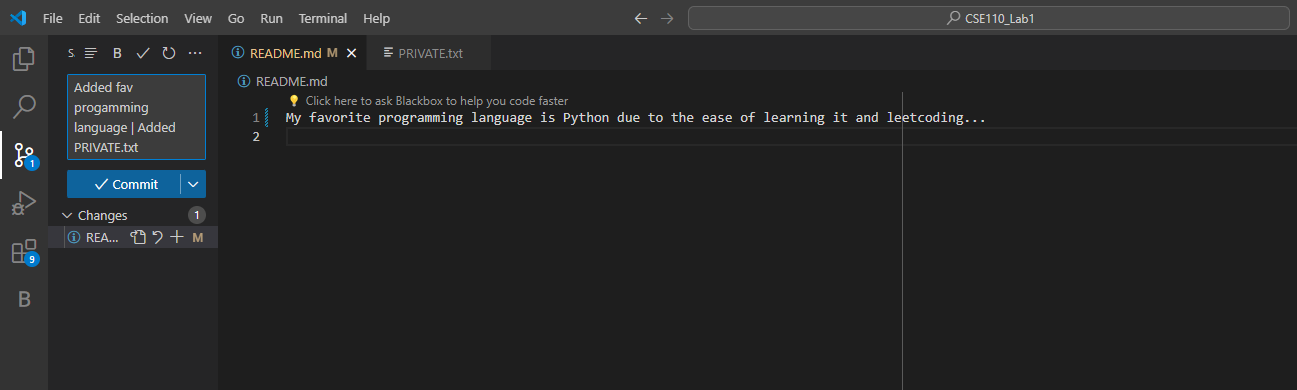 File Edit Selection View Go Run Terminal Help
CSE110_Lab1
S. B ...
README.md M
PRIVATE.txt
Added fav
progamming
language | Added
PRIVATE.txt
Commit
Changes 1
REA... M
README.md
Click here to ask Blackbox to help you code faster
1 My favorite programming language is Python due to the ease of learning it and leetcoding...
2
1
9
B